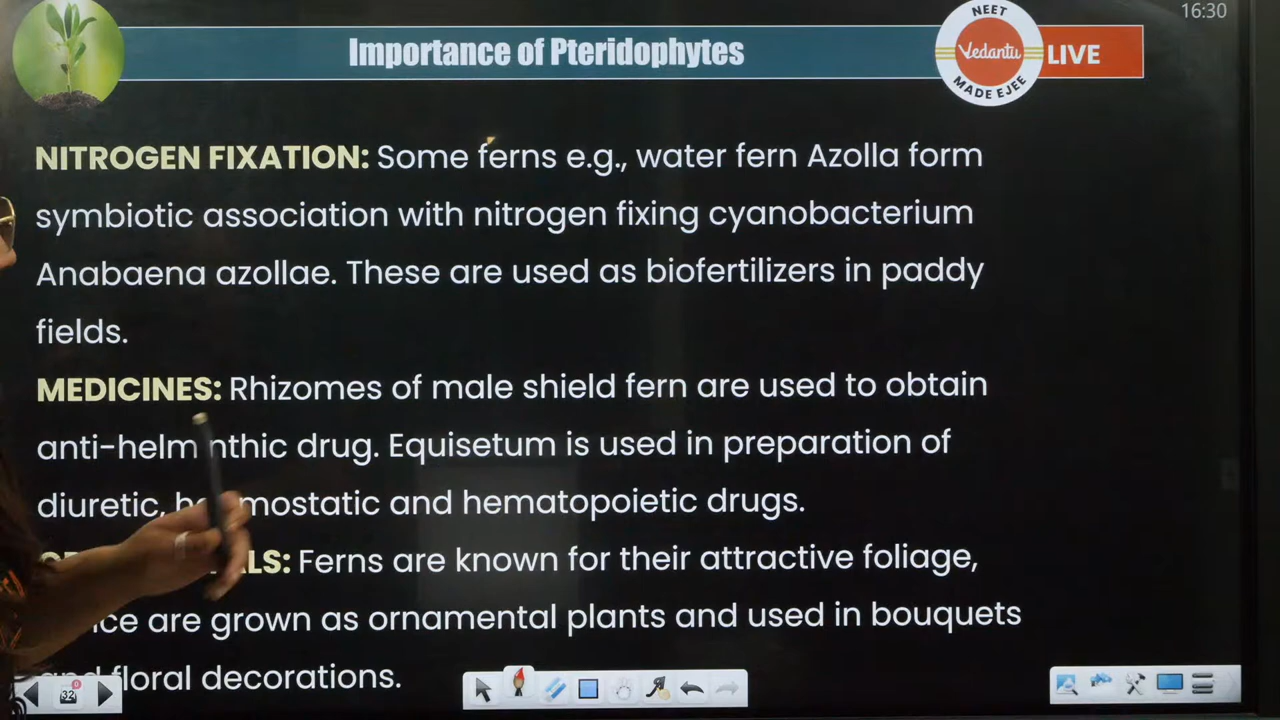 16:30
Importance of Pteridophytes
NEET
Vedantu
MADE EJEE
LIVE
NITROGEN FIXATION: Some ferns e.g., water fern Azolla form
symbiotic association with nitrogen fixing cyanobacterium
Anabaena azollae. These are used as biofertilizers in paddy
fields.
MEDICINES: Rhizomes of male shield fern are used to obtain
anti-helm nthic drug. Equisetum is used in preparation of
diuretic, mostatic and hematopoietic drugs.
Ferns are known for their attractive foliage,
are grown as ornamental plants and used in bouquets
and floral decorations.
32